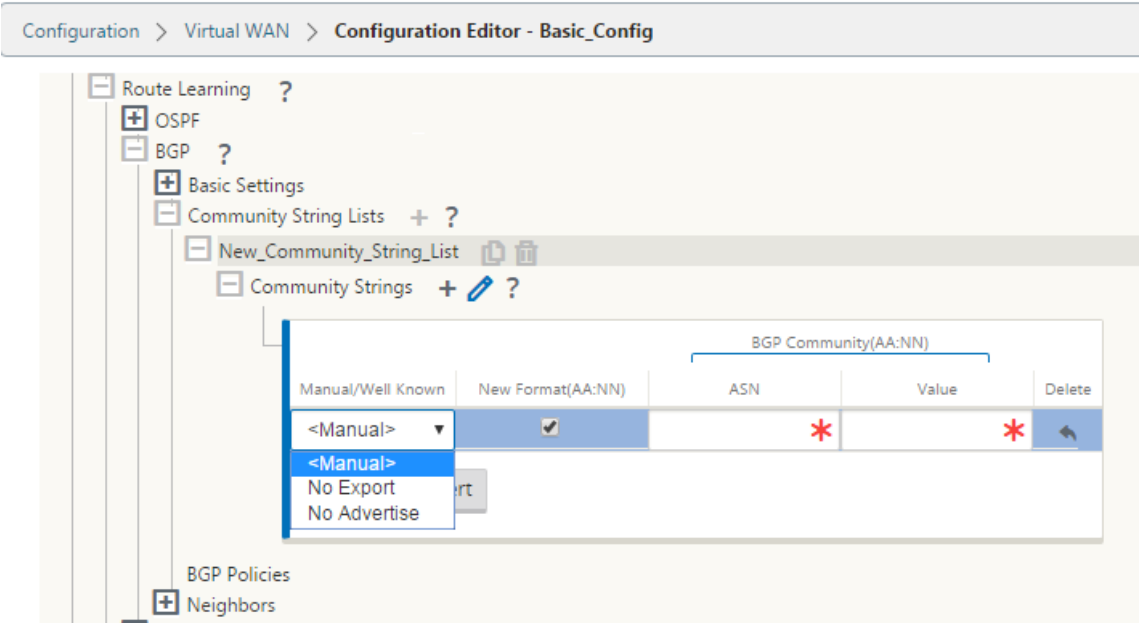 Configuration > Virtual WAN > Configuration Editor - Basic_Config
Route Learning ?
OSPF
BGP ?
Basic Settings
Community String Lists + ?
New_Community_String_List
Community Strings + ?
BGP Community(AA:NN)
Manual/Well Known New Format(AA:NN) ASN Value Delete
<Manual>
<Manual>
No Export
No Advertise
BGP Policies
Neighbors